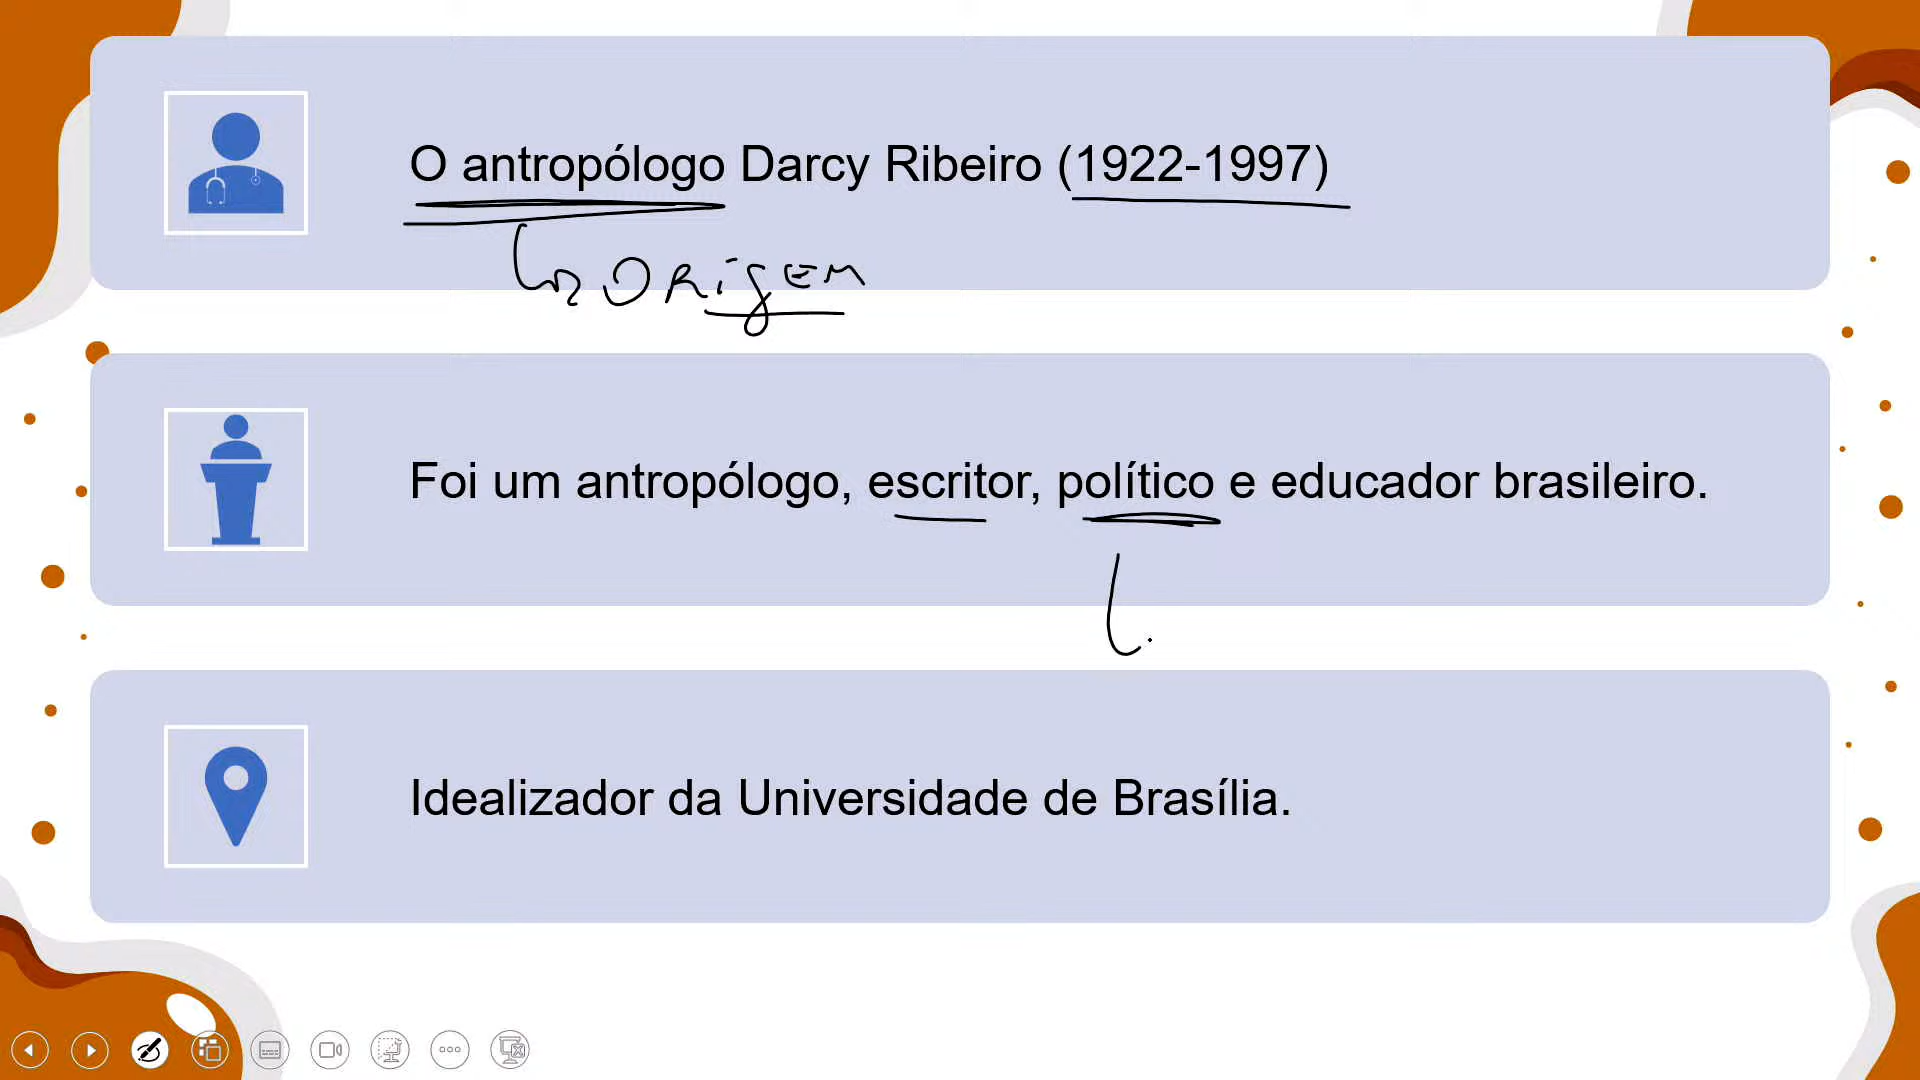 O antropólogo Darcy Ribeiro (1922-1997)
ORigEM
Foi um antropólogo, escritor, político e educador brasileiro.
Idealizador da Universidade de Brasília.